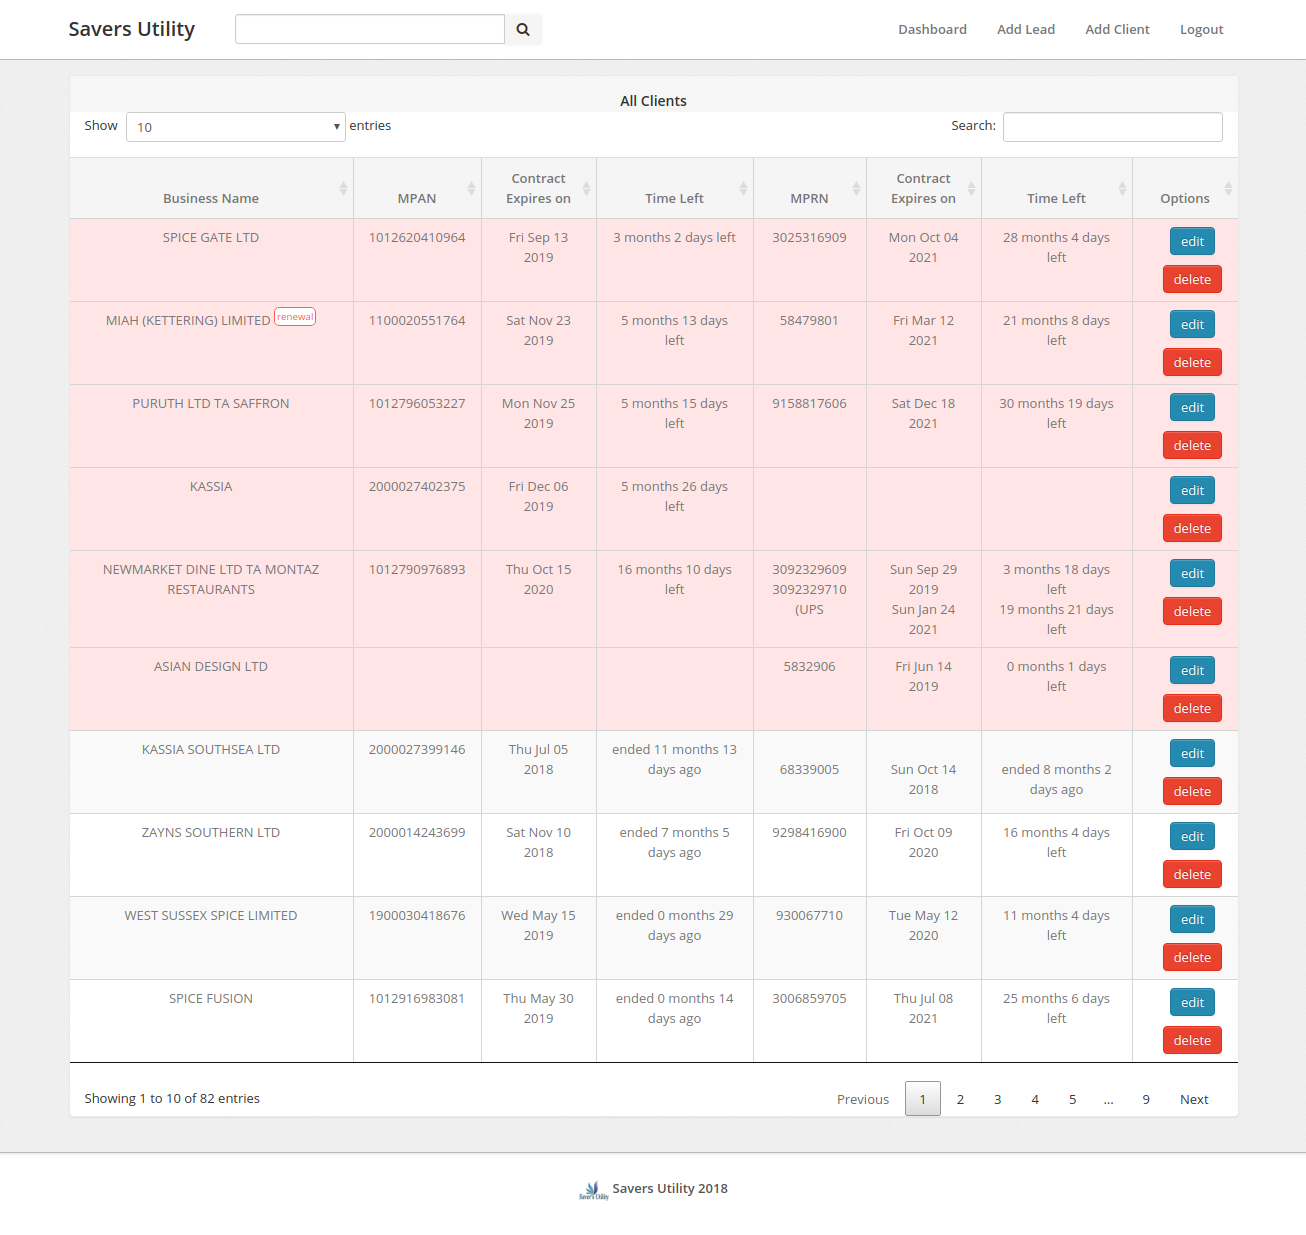 Savers Utility
Dashboard Add Lead Add Client Logout
All Clients
Show 10 entries Search:
Business Name MPAN Contract Expires on Time Left MPRN Contract Expires on Time Left Options
SPICE GATE LTD 1012620410964 Fri Sep 13 2019 3 months 2 days left 3025316909 Mon Oct 04 2021 28 months 4 days left edit delete
MIAH (KETTERING) LIMITED renewal 1100020551764 Sat Nov 23 2019 5 months 13 days left 58479801 Fri Mar 12 2021 21 months 8 days left edit delete
PURUTH LTD TA SAFFRON 1012796053227 Mon Nov 25 2019 5 months 15 days left 9158817606 Sat Dec 18 2021 30 months 19 days left edit delete
KASSIA 2000027402375 Fri Dec 06 2019 5 months 26 days left edit delete
NEWMARKET DINE LTD TA MONTAZ RESTAURANTS 1012790976893 Thu Oct 15 2020 16 months 10 days left 3092329609 3092329710 (UPS Sun Sep 29 2019 Sun Jan 24 2021 3 months 18 days left 19 months 21 days left edit delete
ASIAN DESIGN LTD 5832906 Fri Jun 14 2019 0 months 1 days left edit delete
KASSIA SOUTHSEA LTD 2000027399146 Thu Jul 05 2018 ended 11 months 13 days ago 68339005 Sun Oct 14 2018 ended 8 months 2 days ago edit delete
ZAYNS SOUTHERN LTD 2000014243699 Sat Nov 10 2018 ended 7 months 5 days ago 9298416900 Fri Oct 09 2020 16 months 4 days left edit delete
WEST SUSSEX SPICE LIMITED 1900030418676 Wed May 15 2019 ended 0 months 29 days ago 930067710 Tue May 12 2020 11 months 4 days left edit delete
SPICE FUSION 1012916983081 Thu May 30 2019 ended 0 months 14 days ago 3006859705 Thu Jul 08 2021 25 months 6 days left edit delete
Showing 1 to 10 of 82 entries Previous 1 2 3 4 5 … 9 Next
Savers Utility Savers Utility 2018